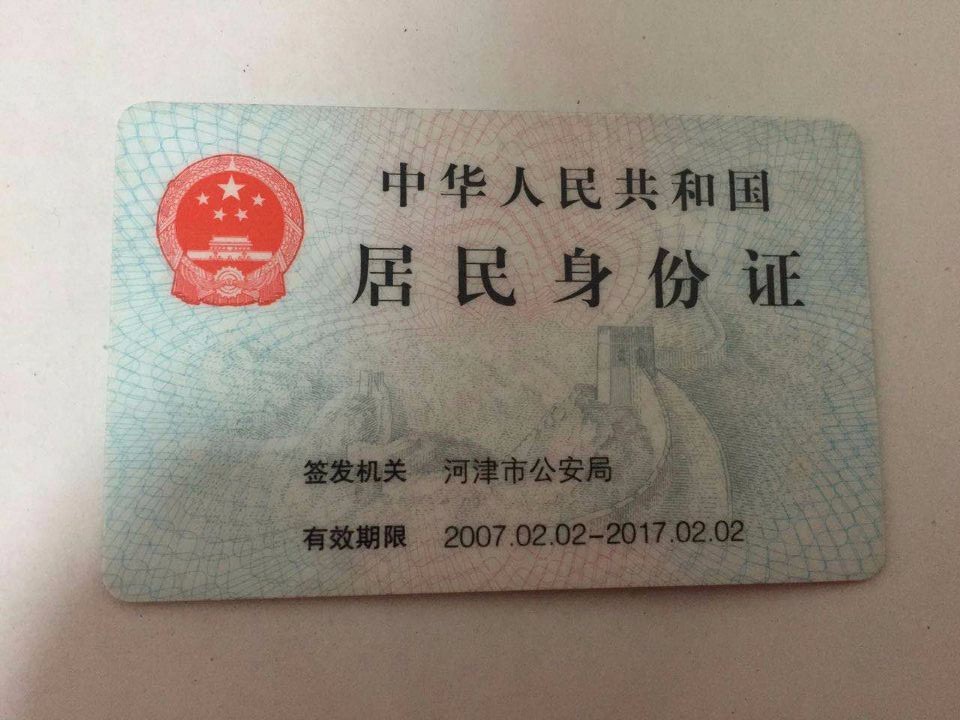 中华人民共和国
居民身份证
签发机关 河津市公安局
有效期限 2007.02.02-2017.02.02